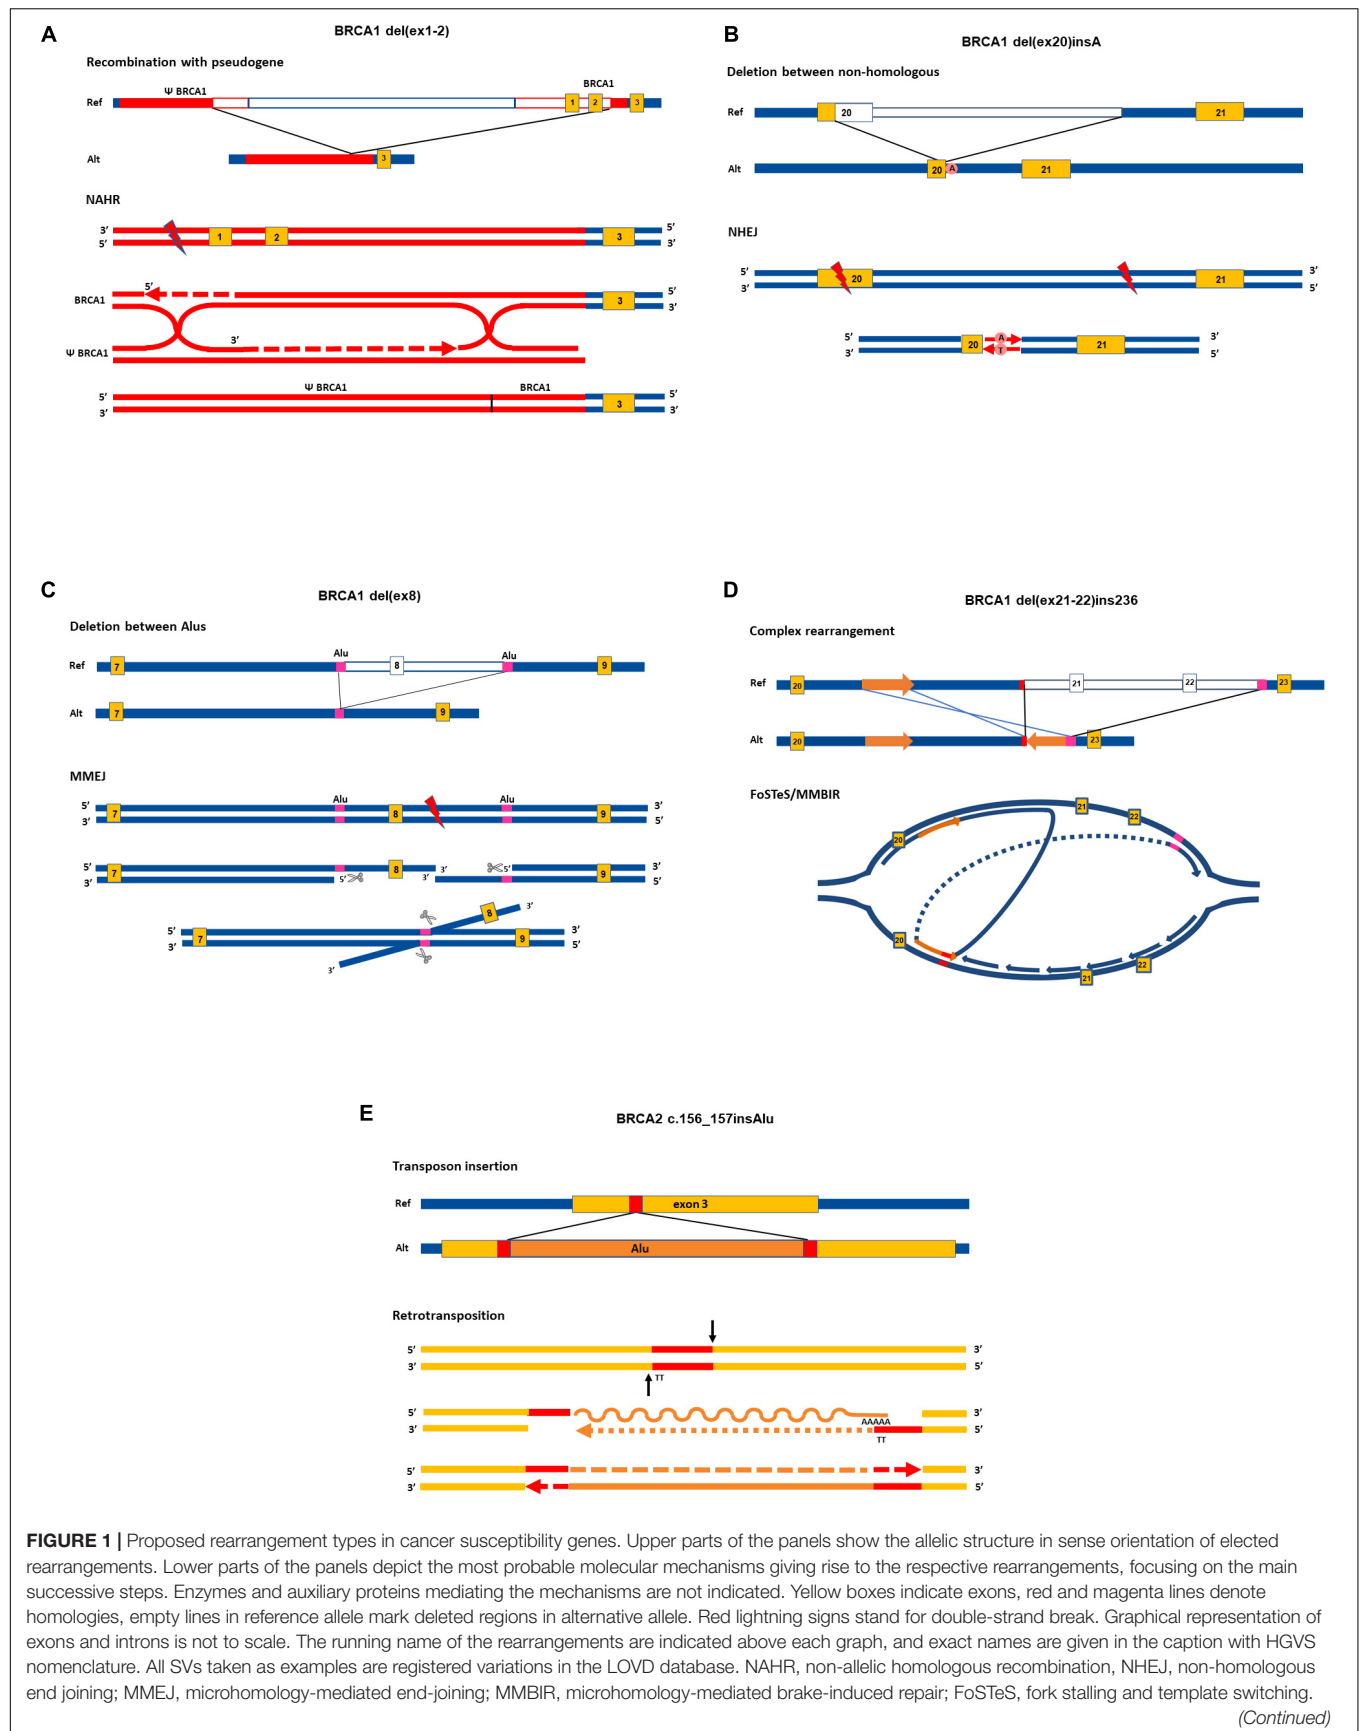 A
BRCA1 del(ex1-2)
Recombination with pseudogene
Ψ BRCA1
BRCA1
Ref
1
2
3
Alt
3
NAHR
3’
5’
1
2
3
5’
3’
5’
BRCA1
3
3’
Ψ BRCA1
Ψ BRCA1
BRCA1
5’
3’
3
5’
3’
B
BRCA1 del(ex20)insA
Deletion between non-homologous
Ref
20
21
Alt
20
A
21
NHEJ
5’
3’
20
21
3’
5’
5’
3’
20
A
T
21
3’
5’
C
BRCA1 del(ex8)
Deletion between Alus
Alu
Alu
Ref
7
8
9
Alt
7
9
MMEJ
Alu
Alu
5’
3’
7
8
9
3’
5’
5’
3’
7
5’
8
3’
3’
5’
9
3’
5’
8
3’
5’
3’
7
9
3’
5’
3’
D
BRCA1 del(ex21-22)ins236
Complex rearrangement
Ref
20
21
22
23
Alt
20
23
FoSTeS/MMBIR
20
21
22
20
21
22
E
BRCA2 c.156_157insAlu
Transposon insertion
Ref
exon 3
Alt
Alu
Retrotransposition
5’
3’
3’
5’
TT
5’
3’
AAAAA
3’
5’
TT
5’
3’
3’
5’
FIGURE 1 | Proposed rearrangement types in cancer susceptibility genes. Upper parts of the panels show the allelic structure in sense orientation of elected
rearrangements. Lower parts of the panels depict the most probable molecular mechanisms giving rise to the respective rearrangements, focusing on the main
successive steps. Enzymes and auxiliary proteins mediating the mechanisms are not indicated. Yellow boxes indicate exons, red and magenta lines denote
homologies, empty lines in reference allele mark deleted regions in alternative allele. Red lightning signs stand for double-strand break. Graphical representation of
exons and introns is not to scale. The running name of the rearrangements are indicated above each graph, and exact names are given in the caption with HGVS
nomenclature. All SVs taken as examples are registered variations in the LOVD database. NAHR, non-allelic homologous recombination, NHEJ, non-homologous
end joining; MMEJ, microhomology-mediated end-joining; MMBIR, microhomology-mediated brake-induced repair; FoSTeS, fork stalling and template switching.
(Continued)